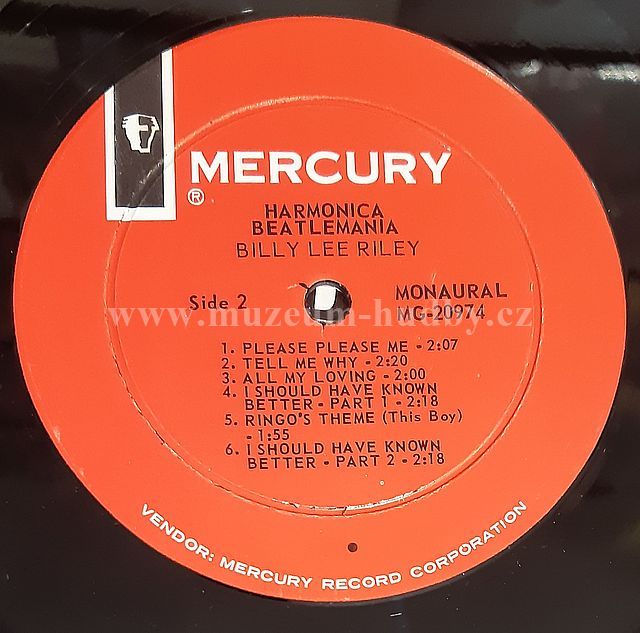 MERCURY
®
HARMONICA
BEATLEMANIA
BILLY LEE RILEY
Side 2
MONAURAL
MG-20974
www.muzeum-hudby.cz
1. PLEASE PLEASE ME - 2:07
2. TELL ME WHY - 2:20
3. ALL MY LOVING - 2:00
4. I SHOULD HAVE KNOWN
BETTER - PART 1 - 2:18
5. RINGO'S THEME (This Boy)
- 1:55
6. I SHOULD HAVE KNOWN
BETTER - PART 2 - 2:18
VENDOR: MERCURY RECORD CORPORATION